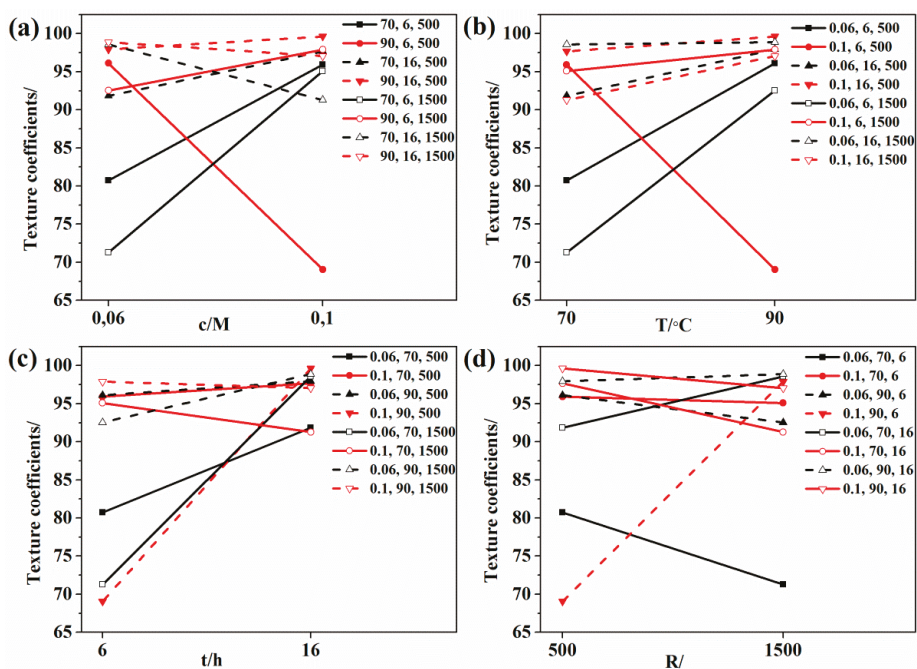 (a)
Texture coefficients/
100
95
90
85
80
75
70
65
0,06
0,1
c/M
70, 6, 500
90, 6, 500
70, 16, 500
90, 16, 500
70, 6, 1500
90, 6, 1500
70, 16, 1500
90, 16, 1500
(b)
Texture coefficients/
100
95
90
85
80
75
70
65
70
90
T/°C
0.06, 6, 500
0.1, 6, 500
0.06, 16, 500
0.1, 16, 500
0.06, 6, 1500
0.1, 6, 1500
0.06, 16, 1500
0.1, 16, 1500
(c)
Texture coefficients/
100
95
90
85
80
75
70
65
6
16
t/h
0.06, 70, 500
0.1, 70, 500
0.06, 90, 500
0.1, 90, 500
0.06, 70, 1500
0.1, 70, 1500
0.06, 90, 1500
0.1, 90, 1500
(d)
Texture coefficients/
100
95
90
85
80
75
70
65
500
1500
R/
0.06, 70, 6
0.1, 70, 6
0.06, 90, 6
0.1, 90, 6
0.06, 70, 16
0.1, 70, 16
0.06, 90, 16
0.1, 90, 16